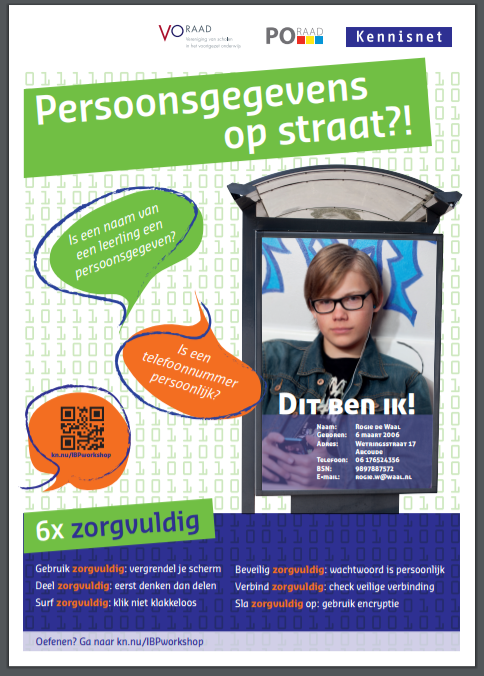 VO RAAD
Vereniging van scholen
in het voortgezet onderwijs
PO RAAD
Kennisnet
Persoonsgegevens
op straat?!
Is een naam van
een leerling een
persoonsgegeven?
Is een
telefoonnummer
persoonlijk?
kn.nu/IBPworkshop
Dit ben ik!
Naam: Rogie de Waal
Geboren: 6 maart 2006
Adres: Weteringsstraat 17
Abcoude
Telefoon: 06 176524356
BSN: 9897887572
E-mail: rogie.w@waal.nl
6x zorgvuldig
Gebruik zorgvuldig: vergrendel je scherm
Deel zorgvuldig: eerst denken dan delen
Surf zorgvuldig: klik niet klakkeloos
Beveilig zorgvuldig: wachtwoord is persoonlijk
Verbind zorgvuldig: check veilige verbinding
Sla zorgvuldig op: gebruik encryptie
Oefenen? Ga naar kn.nu/IBPworkshop